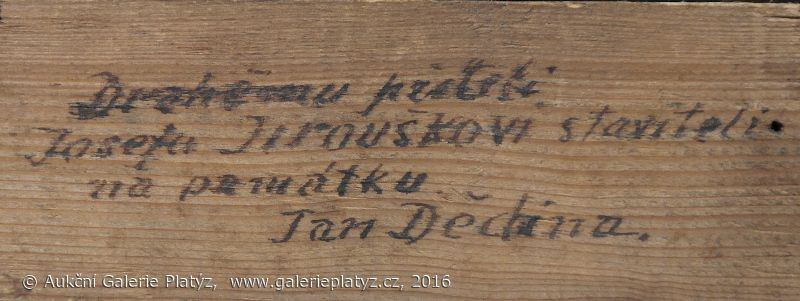 Drahému příteli
Josefu Jirouškovi staviteli
na památku.
Jan Dědina.
© Aukční Galerie Platýz, www.galerieplatyz.cz, 2016